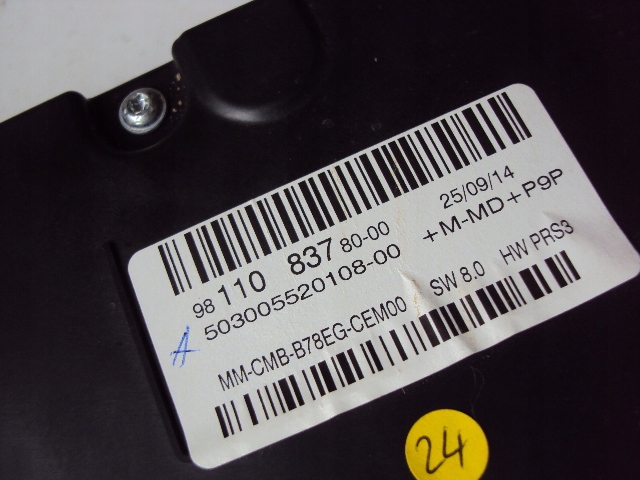 98 110 837 80-00 25/09/14
503005520108-00 +M-MD+P9P
A
MM-CMB-B78EG-CEM00 SW 8.0 HW PRS3
24